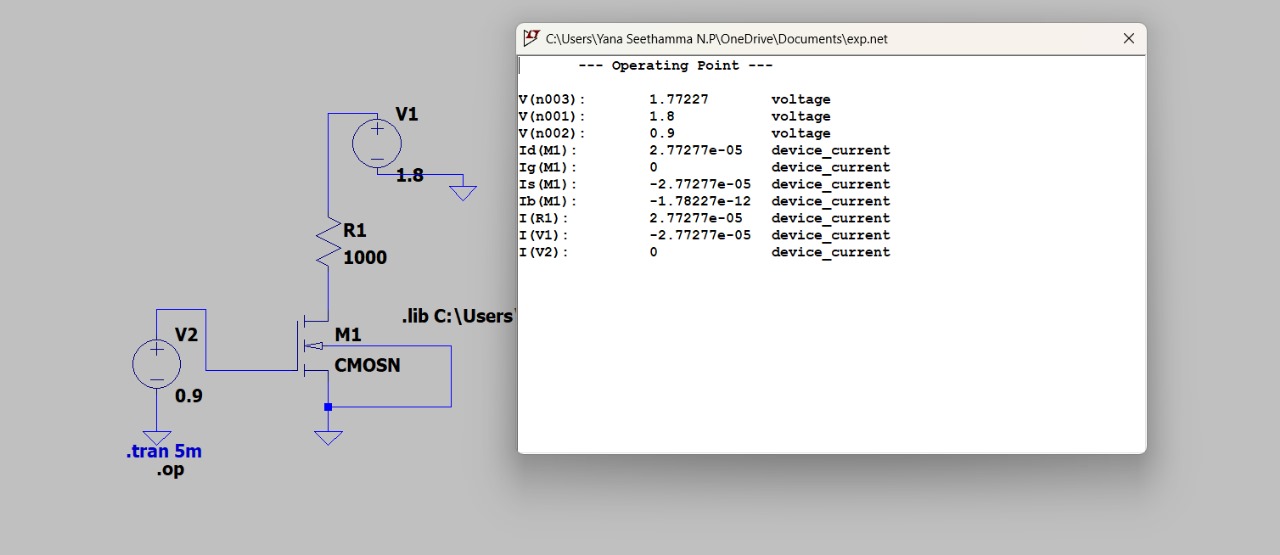 V1
1.8
R1
1000
.lib C:\Users\
M1
CMOSN
V2
0.9
.tran 5m
.op
C:\Users\Yana Seethamma N.P\OneDrive\Documents\exp.net
--- Operating Point ---
V(n003): 1.77227 voltage
V(n001): 1.8 voltage
V(n002): 0.9 voltage
Id(M1): 2.77277e-05 device_current
Ig(M1): 0 device_current
Is(M1): -2.77277e-05 device_current
Ib(M1): -1.78227e-12 device_current
I(R1): 2.77277e-05 device_current
I(V1): -2.77277e-05 device_current
I(V2): 0 device_current